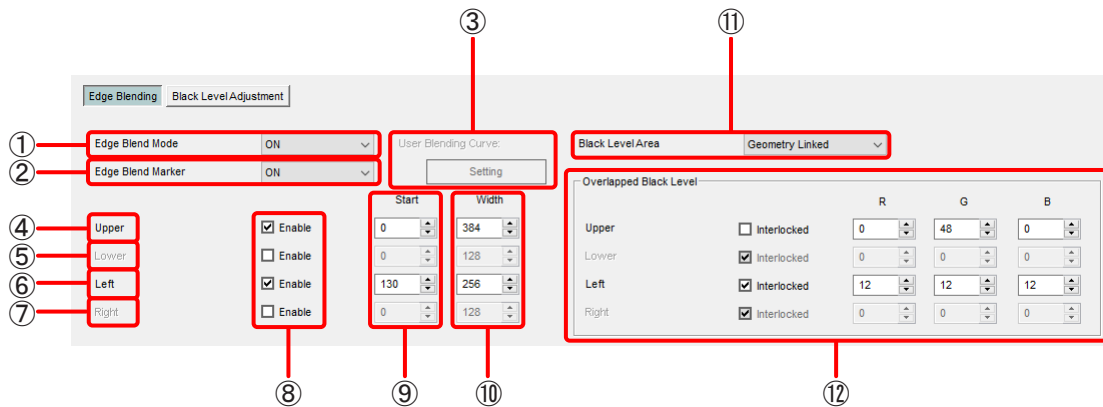 ③ ⑪
Edge Blending Black Level Adjustment
① Edge Blend Mode ON User Blending Curve: Black Level Area Geometry Linked
② Edge Blend Marker ON Setting
Overlapped Black Level
Start Width R G B
④ Upper Enable 0 384 Upper Interlocked 0 48 0
⑤ Lower Enable 0 128 Lower Interlocked 0 0 0
⑥ Left Enable 130 256 Left Interlocked 12 12 12
⑦ Right Enable 0 128 Right Interlocked 0 0 0
⑧ ⑨ ⑩ ⑫